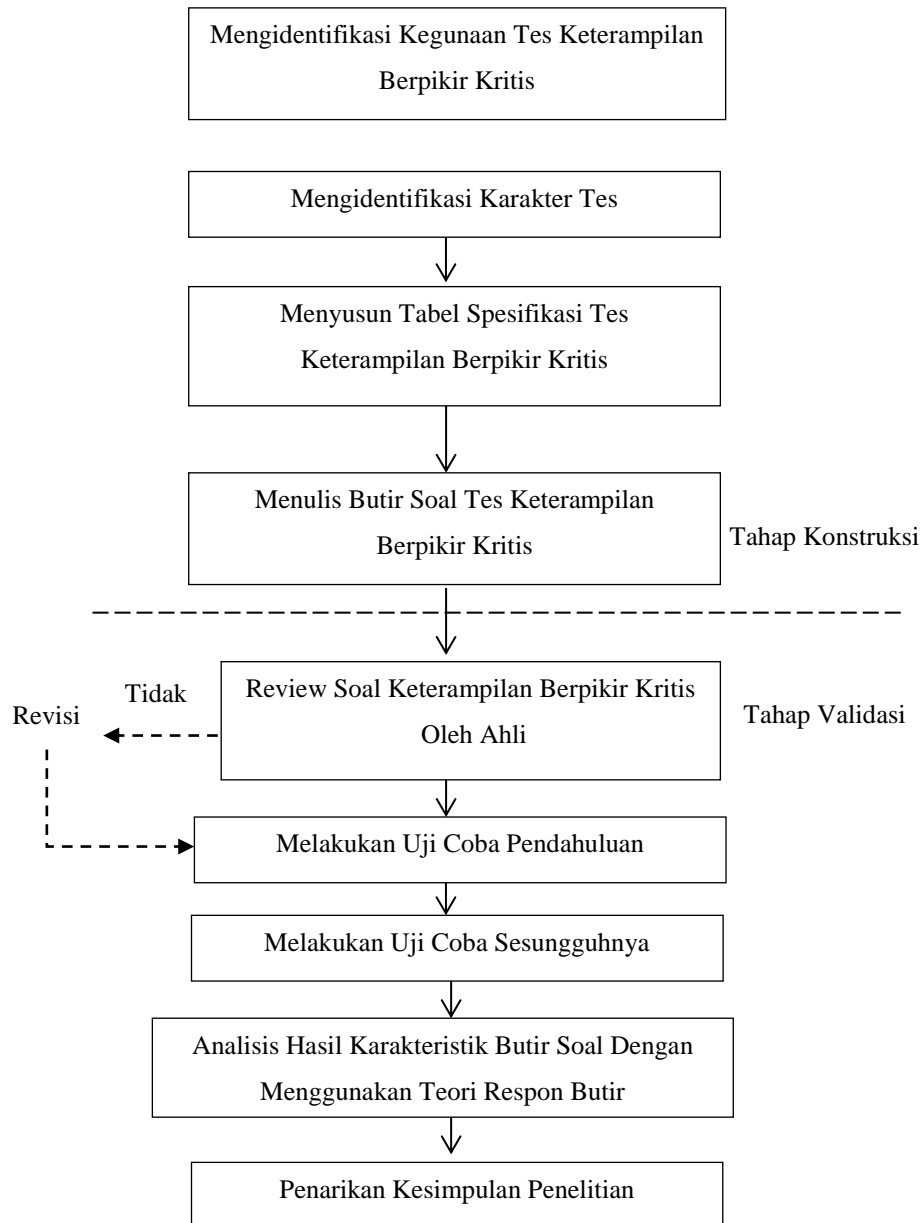 Mengidentifikasi Kegunaan Tes Keterampilan
Berpikir Kritis
Mengidentifikasi Karakter Tes
Menyusun Tabel Spesifikasi Tes
Keterampilan Berpikir Kritis
Menulis Butir Soal Tes Keterampilan
Berpikir Kritis
Tahap Konstruksi
Review Soal Keterampilan Berpikir Kritis
Oleh Ahli
Tidak
Revisi
Tahap Validasi
Melakukan Uji Coba Pendahuluan
Melakukan Uji Coba Sesungguhnya
Analisis Hasil Karakteristik Butir Soal Dengan
Menggunakan Teori Respon Butir
Penarikan Kesimpulan Penelitian